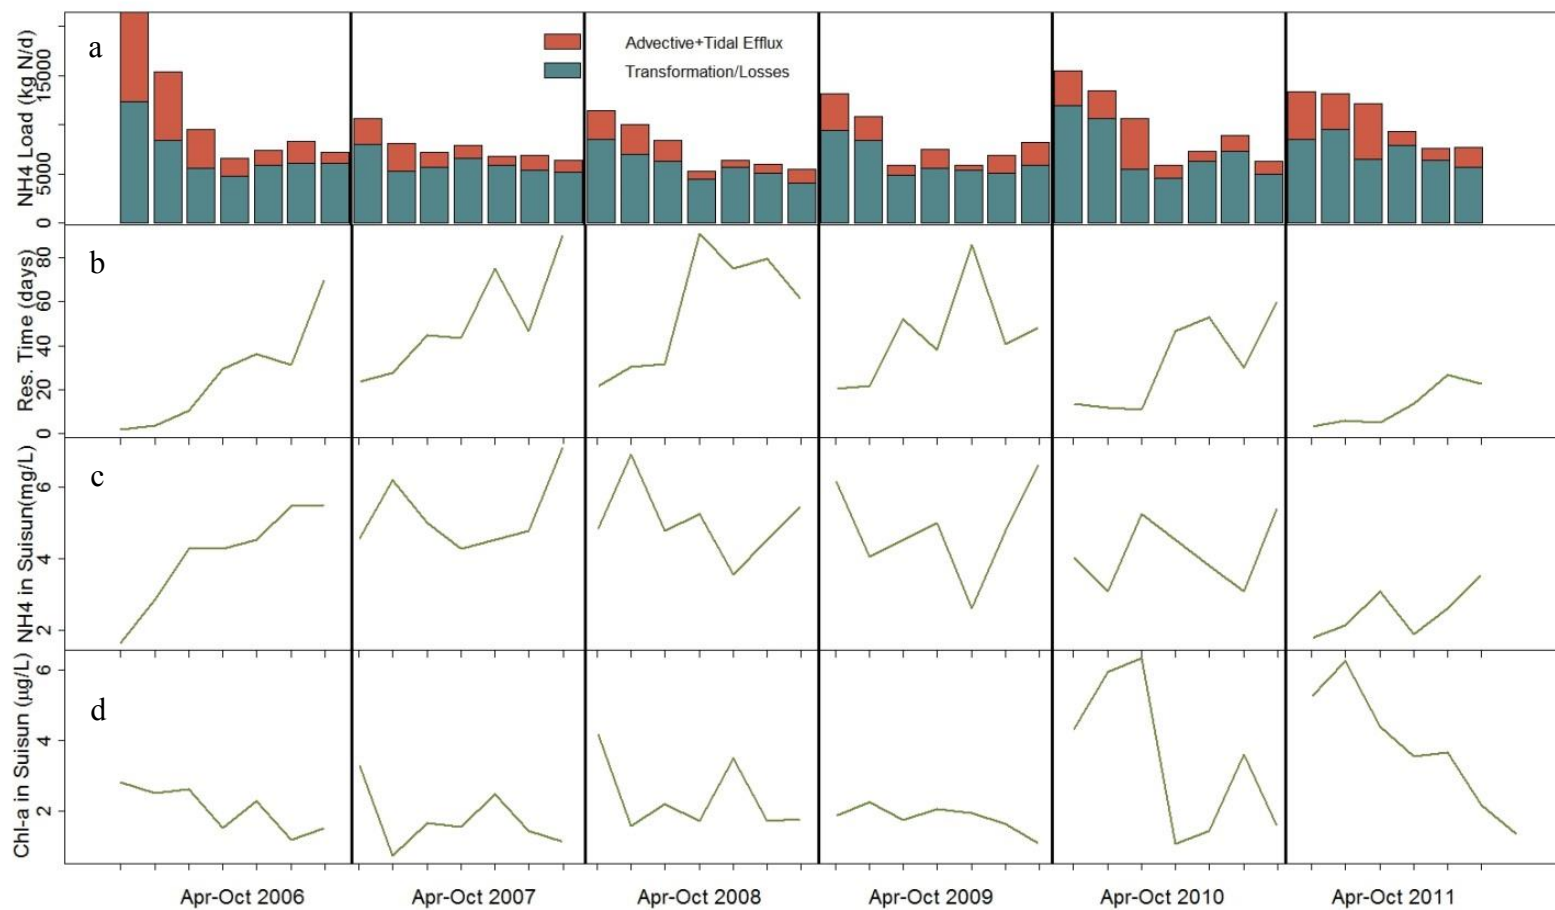 a
Advective+Tidal Efflux
Transformation/Losses
NH4 Load (kg N/d)
0
5000
15000
b
Res. Time (days)
0
20
40
60
80
c
NH4 in Suisun(mg/L)
2
4
6
d
Chl-a in Suisun (µg/L)
2
4
6
Apr-Oct 2006
Apr-Oct 2007
Apr-Oct 2008
Apr-Oct 2009
Apr-Oct 2010
Apr-Oct 2011